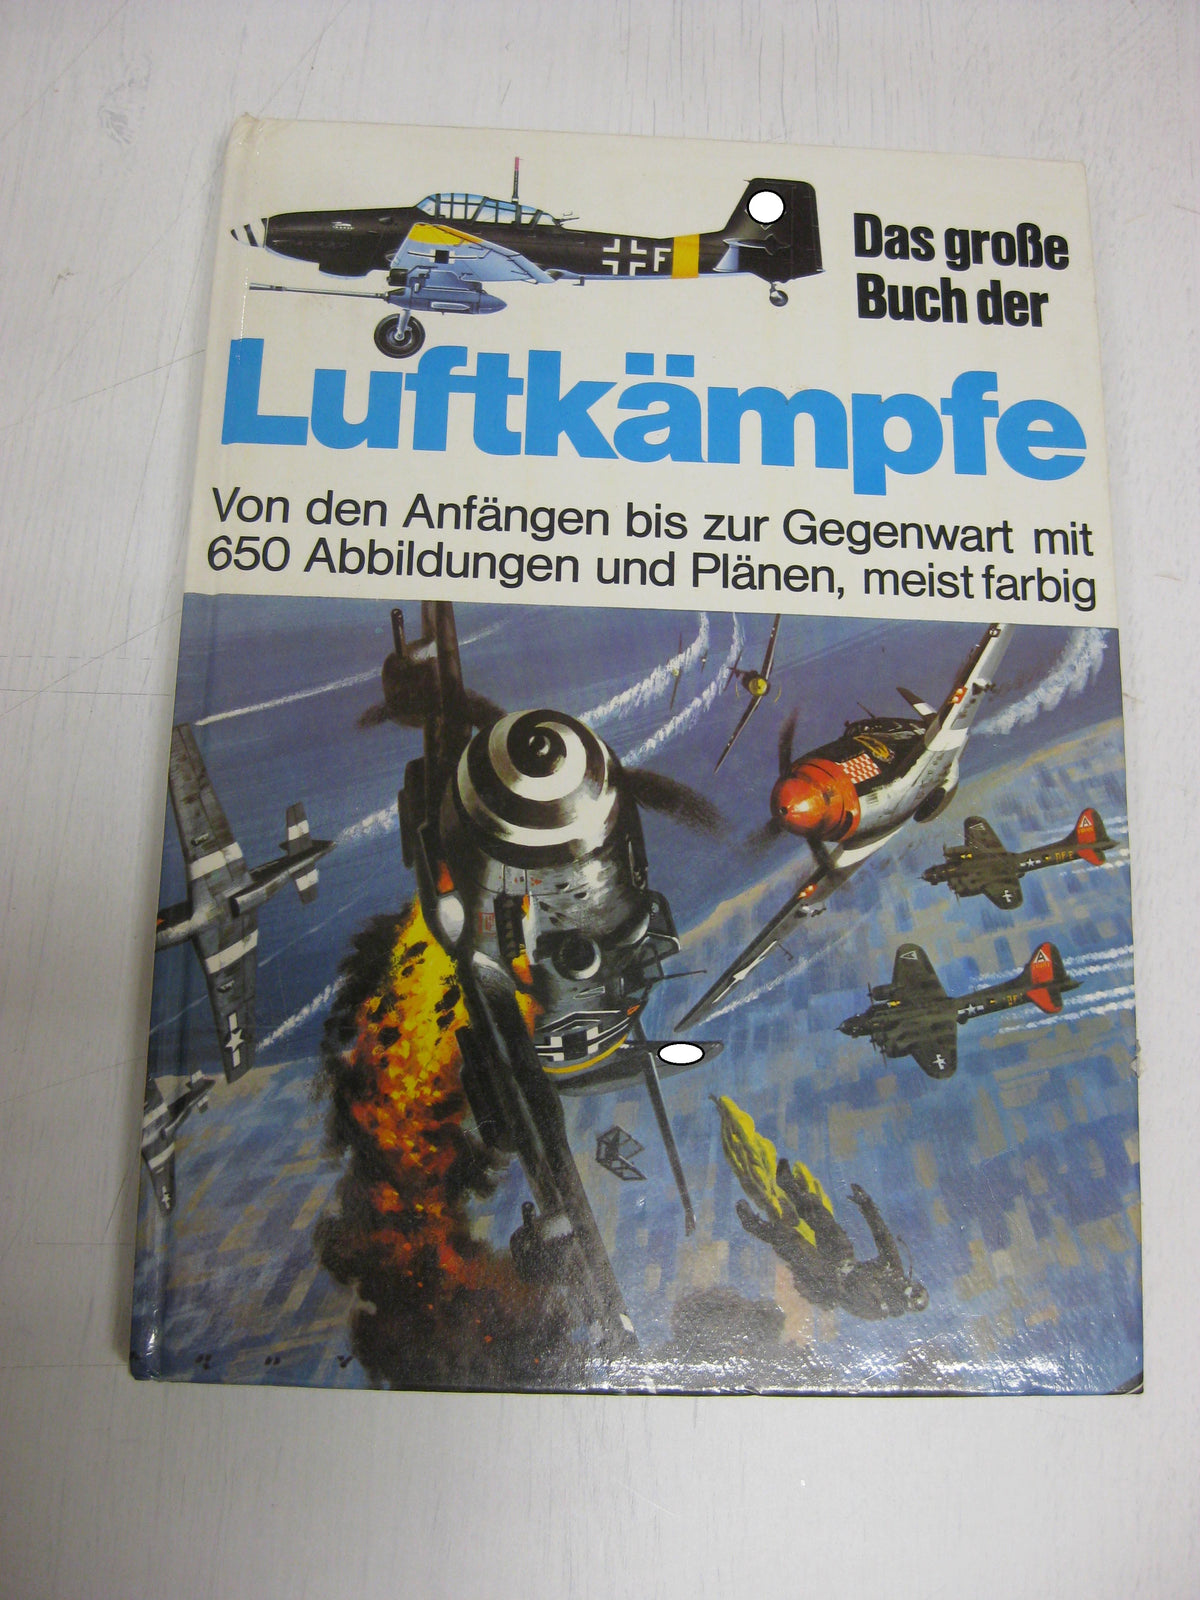 Das große
Buch der
Luftkämpfe
Von den Anfängen bis zur Gegenwart mit
650 Abbildungen und Plänen, meist farbig
F